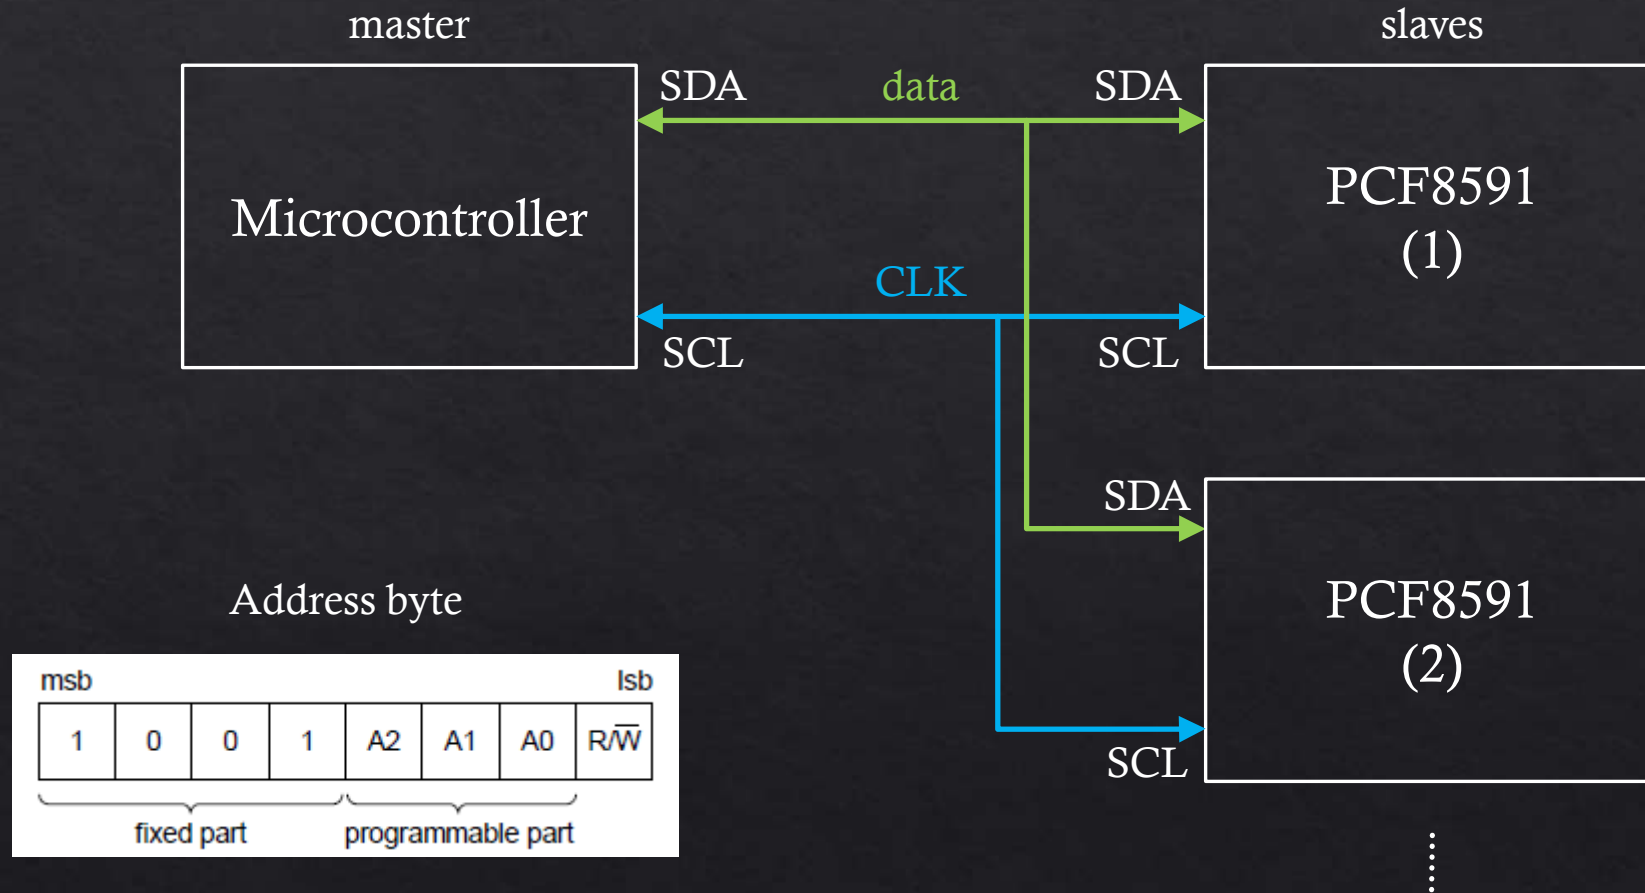 master
slaves
SDA
data
SDA
Microcontroller
PCF8591
(1)
CLK
SCL
SCL
SDA
PCF8591
(2)
SCL
Address byte
msb
lsb
1 0 0 1 A2 A1 A0 R/W̅
fixed part
programmable part